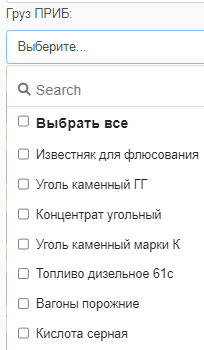 Груз ПРИБ:
Выберите...
Search
Выбрать все
Известняк для флюсования
Уголь каменный ГГ
Концентрат угольный
Уголь каменный марки К
Топливо дизельное 61с
Вагоны порожние
Кислота серная